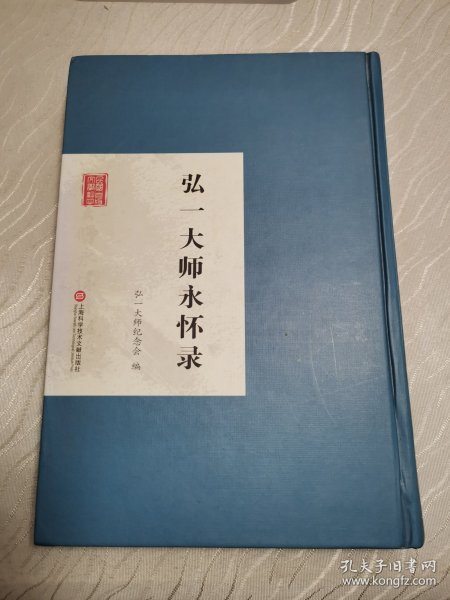 弘一大师永怀录
弘一大师纪念会 编
上海科学技术文献出版社
孔夫子旧书网
www.kongfz.com